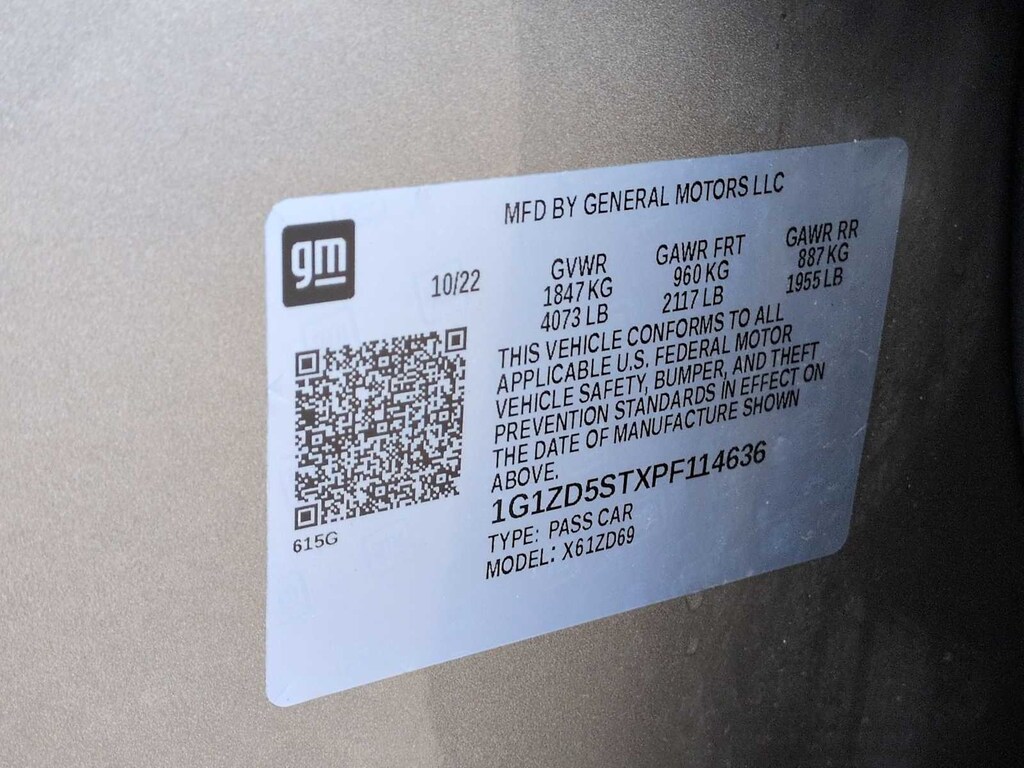 MFD BY GENERAL MOTORS LLC
gm
10/22
GVWR GAWR FRT GAWR RR
1847 KG 960 KG 887 KG
4073 LB 2117 LB 1955 LB
THIS VEHICLE CONFORMS TO ALL
APPLICABLE U.S. FEDERAL MOTOR
VEHICLE SAFETY, BUMPER, AND THEFT
PREVENTION STANDARDS IN EFFECT ON
THE DATE OF MANUFACTURE SHOWN
ABOVE.
1G1ZD5STXPF114636
TYPE: PASS CAR
MODEL: X61ZD69
615G